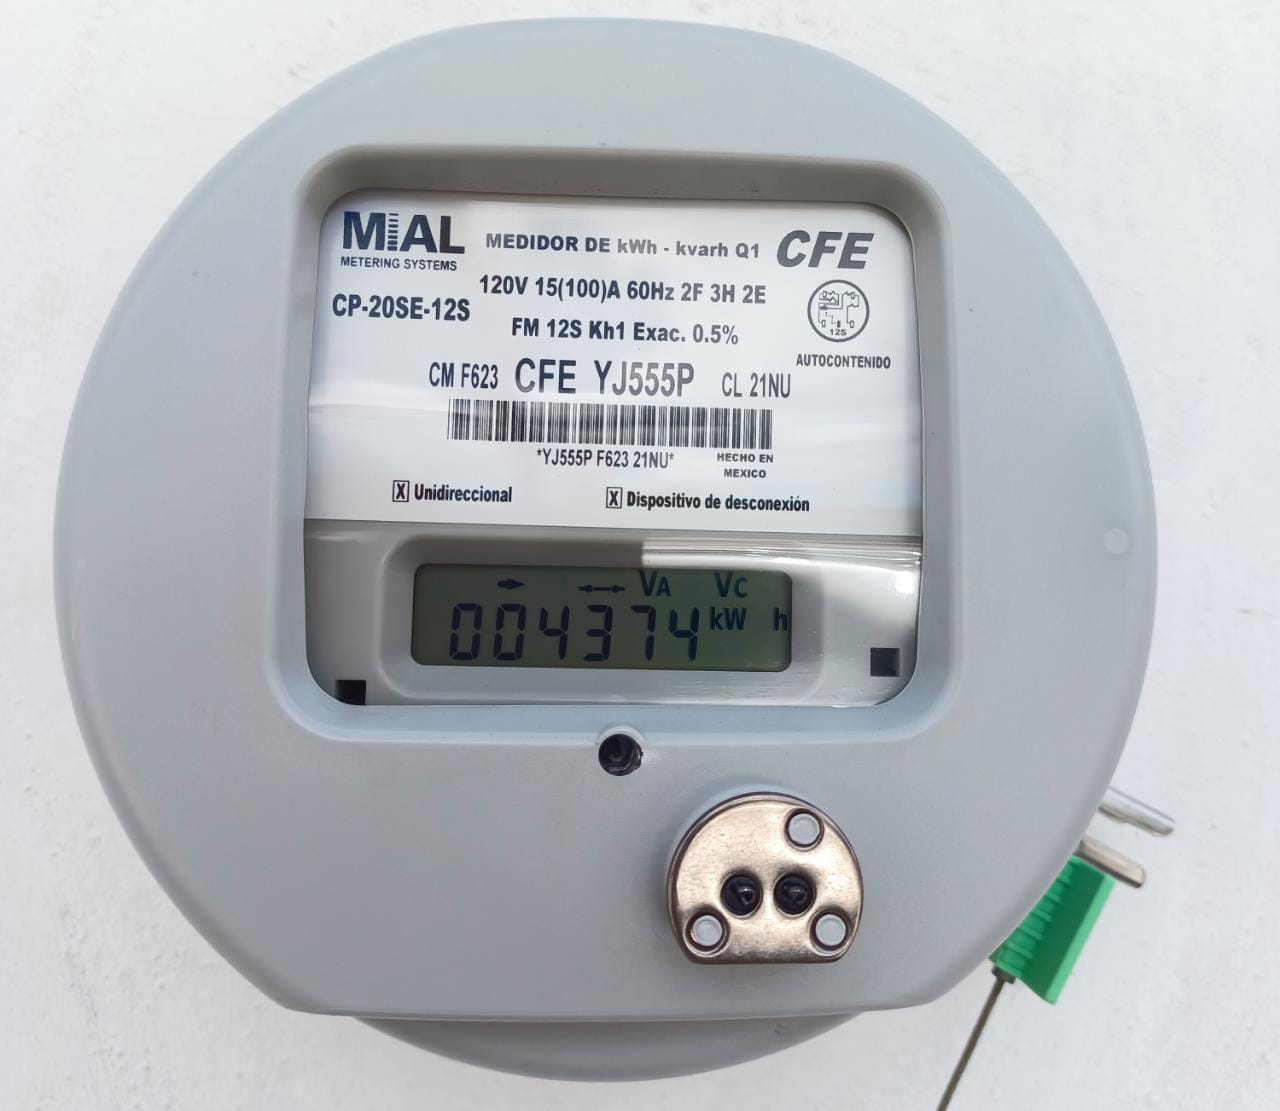 MIAL MEDIDOR DE kWh - kvarh Q1 CFE
METERING SYSTEMS
120V 15(100)A 60Hz 2F 3H 2E
CP-20SE-12S
FM 12S Kh1 Exac. 0.5%
12S
AUTOCONTENIDO
CM F623 CFE YJ555P CL 21NU
*YJ555P F623 21NU*
HECHO EN
MEXICO
X Unidireccional X Dispositivo de desconexión
VA VC
004374 kW h